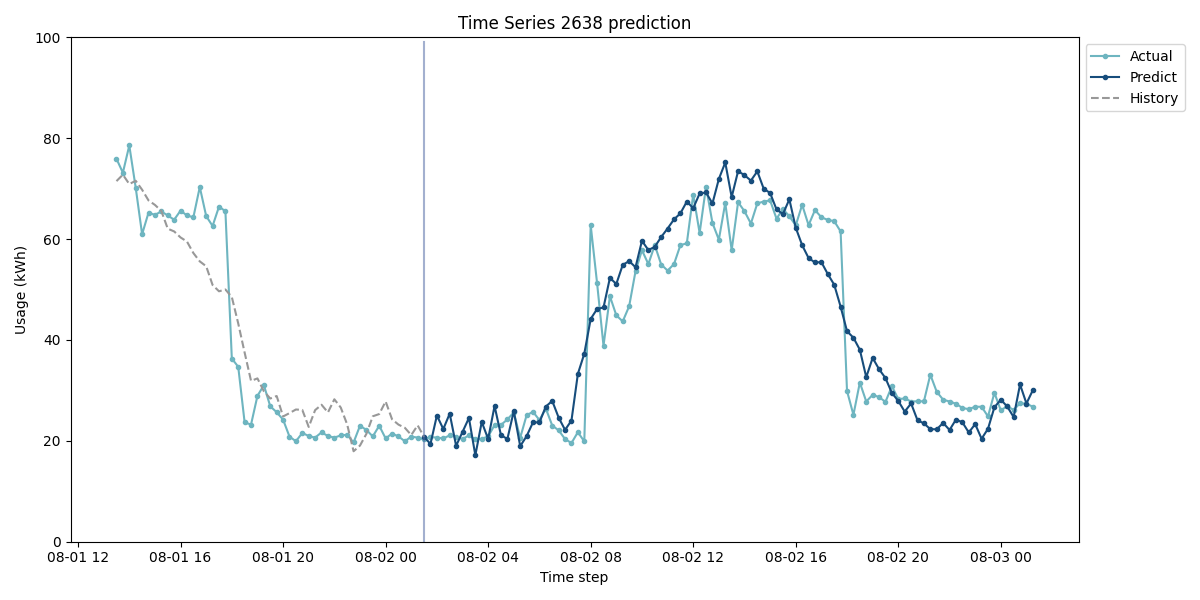 Time Series 2638 prediction
100
80
60
40
20
0
Usage (kWh)
08-01 12
08-01 16
08-01 20
08-02 00
08-02 04
08-02 08
08-02 12
08-02 16
08-02 20
08-03 00
Time step
Actual
Predict
History